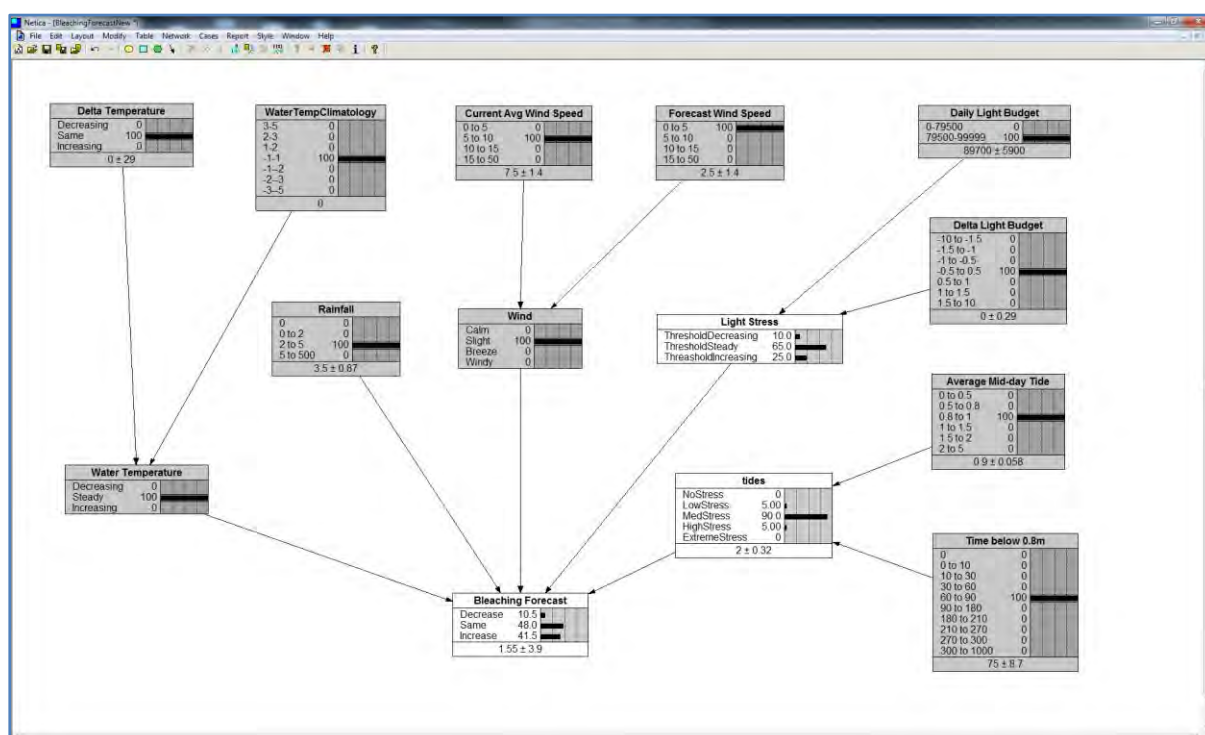 Netica - [BleachingForecastNew *]
File Edit Layout Modify Table Network Cases Report Style Window Help
Delta Temperature
Decreasing 0
Same 100
Increasing 0
0 ± 29
WaterTempClimatology
3-5 0
2-3 0
1-2 0
-1-1 100
-1--2 0
-2--3 0
-3--5 0
0
Current Avg Wind Speed
0 to 5 0
5 to 10 100
10 to 15 0
15 to 50 0
7.5 ± 1.4
Forecast Wind Speed
0 to 5 100
5 to 10 0
10 to 15 0
15 to 50 0
2.5 ± 1.4
Daily Light Budget
0-79500 0
79500-99999 100
89700 ± 5900
Delta Light Budget
-10 to -1.5 0
-1.5 to -1 0
-1 to -0.5 0
-0.5 to 0.5 100
0.5 to 1 0
1 to 1.5 0
1.5 to 10 0
0 ± 0.29
Rainfall
0 0
0 to 2 0
2 to 5 100
5 to 500 0
3.5 ± 0.87
Wind
Calm 0
Slight 100
Breeze 0
Windy 0
Light Stress
ThresholdDecreasing 10.0
ThresholdSteady 65.0
ThreasholdIncreasing 25.0
Average Mid-day Tide
0 to 0.5 0
0.5 to 0.8 0
0.8 to 1 100
1 to 1.5 0
1.5 to 2 0
2 to 5 0
0.9 ± 0.058
Water Temperature
Decreasing 0
Steady 100
Increasing 0
tides
NoStress 0
LowStress 5.00
MedStress 90.0
HighStress 5.00
ExtremeStress 0
2 ± 0.32
Time below 0.8m
0 0
0 to 10 0
10 to 30 0
30 to 60 0
60 to 90 100
90 to 180 0
180 to 210 0
210 to 270 0
270 to 300 0
300 to 1000 0
75 ± 8.7
Bleaching Forecast
Decrease 10.5
Same 48.0
Increase 41.5
1.55 ± 3.9